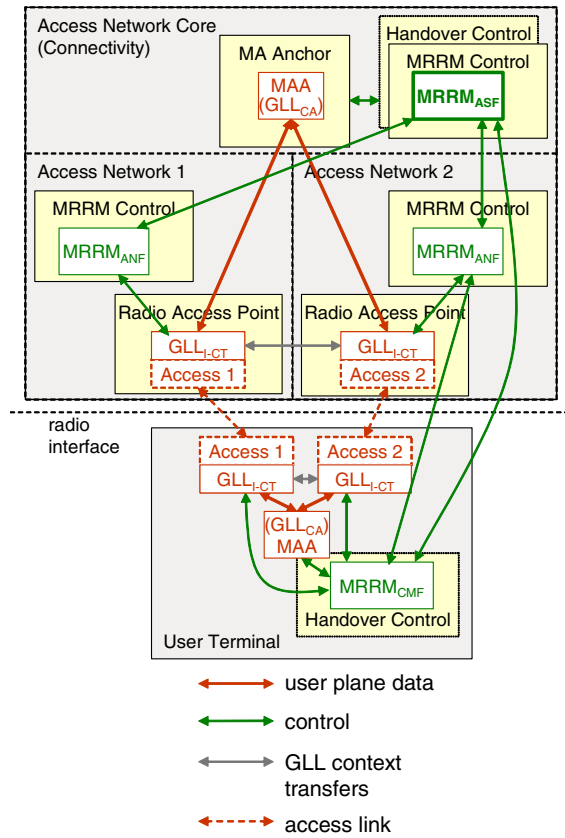 Access Network Core
(Connectivity)
MA Anchor
MAA
(GLLCA)
Handover Control
MRRM Control
MRRMASF
Access Network 1
MRRM Control
MRRMANF
Radio Access Point
GLLI-CT
Access 1
Access Network 2
MRRM Control
MRRMANF
Radio Access Point
GLLI-CT
Access 2
radio
interface
Access 1
GLLI-CT
Access 2
GLLI-CT
(GLLCA)
MAA
MRRMCMF
Handover Control
User Terminal
user plane data
control
GLL context
transfers
access link